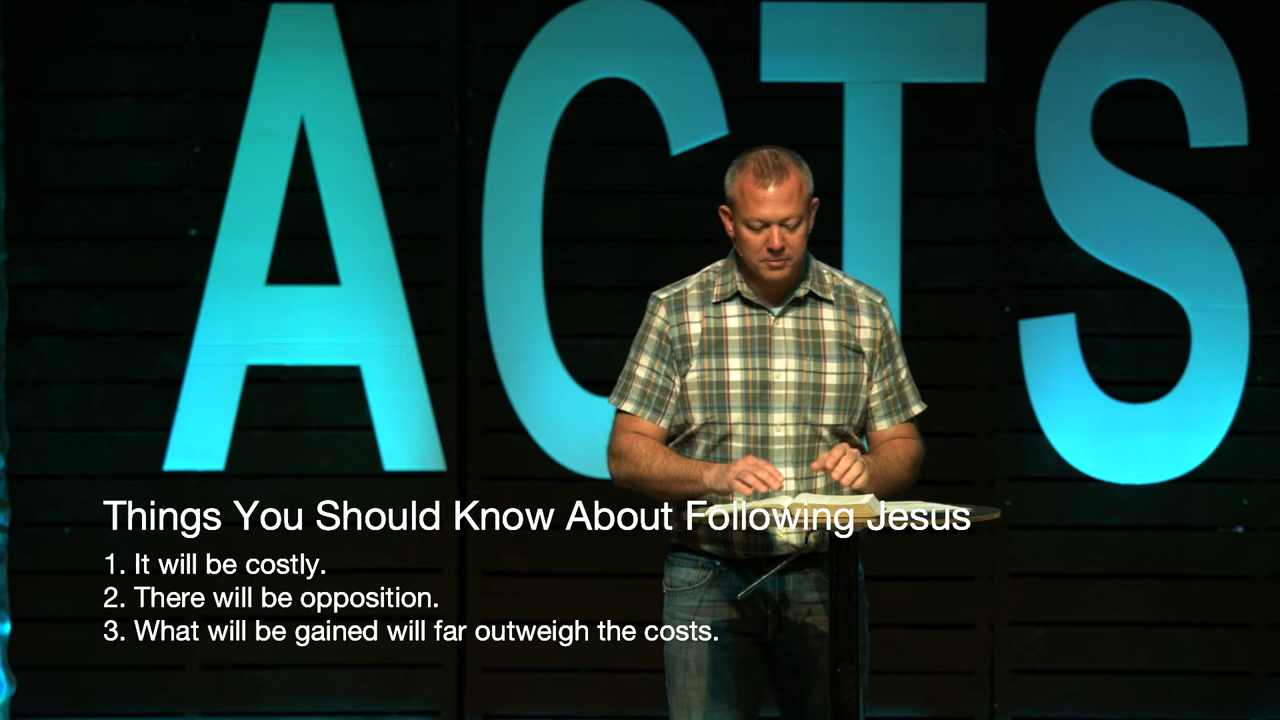 ACTS
Things You Should Know About Following Jesus
1. It will be costly.
2. There will be opposition.
3. What will be gained will far outweigh the costs.